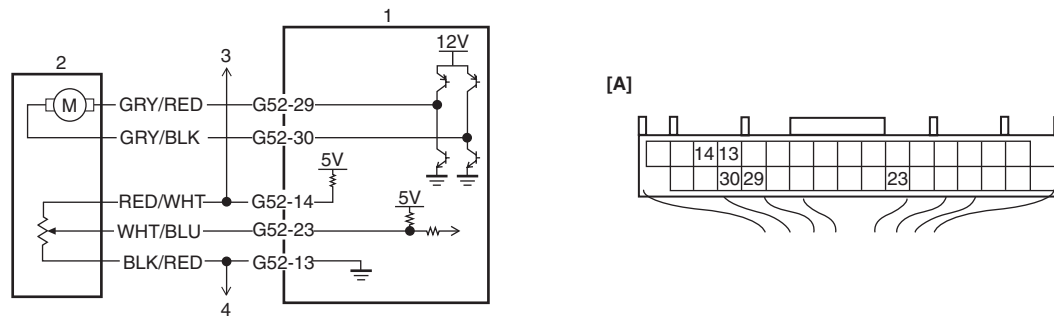 1
12V
2
3
[A]
M
GRY/RED
G52-29
GRY/BLK
G52-30
5V
14 13
30 29 23
RED/WHT
G52-14
5V
WHT/BLU
G52-23
BLK/RED
G52-13
4